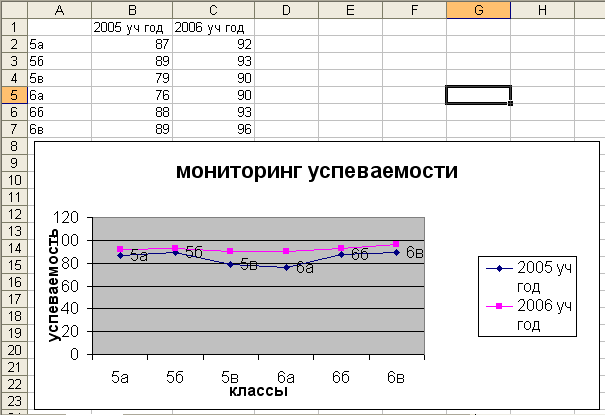 A B C D E F G H
1 2005 уч год 2006 уч год
2 5а 87 92
3 5б 89 93
4 5в 79 90
5 6а 76 90
6 6б 88 93
7 6в 89 96
8
9
10
11
12
13
14
15
16
17
18
19
20
21
22
23
мониторинг успеваемости
успеваемость
120
100
80
60
40
20
0
5а 5б 5в 6а 6б 6в
5а 5б 5в 6а 6б 6в
классы
2005 уч
год
2006 уч
год